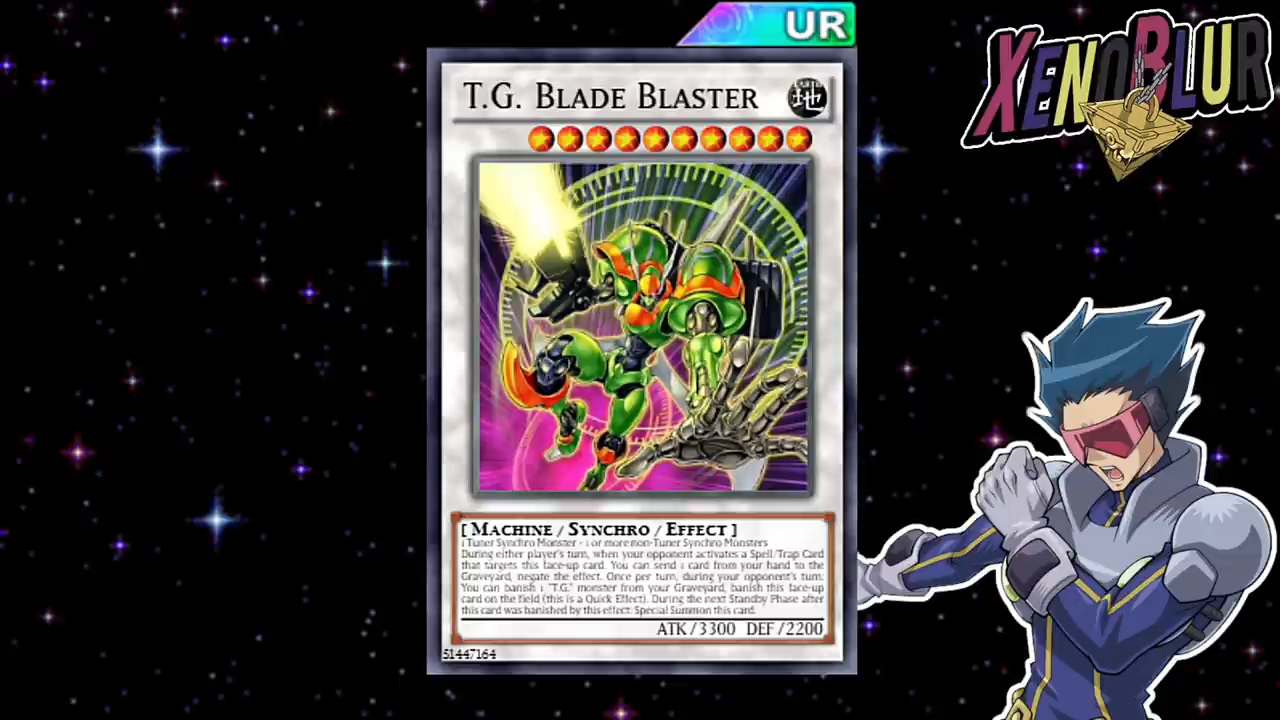 UR
XENOBLUR
T.G. BLADE BLASTER
EARTH
地
[ MACHINE / SYNCHRO / EFFECT ]
1 Tuner Synchro Monster + 1 or more non-Tuner Synchro Monsters
During either player's turn, when your opponent activates a Spell/Trap Card
that targets this face-up card: You can send 1 card from your hand to the
Graveyard, negate the effect. Once per turn, during your opponent's turn:
You can banish 1 "T.G." monster from your Graveyard, banish this face-up
card on the field (this is a Quick Effect). During the next Standby Phase after
this card was banished by this effect: Special Summon this card.
ATK / 3300 DEF / 2200
51447164